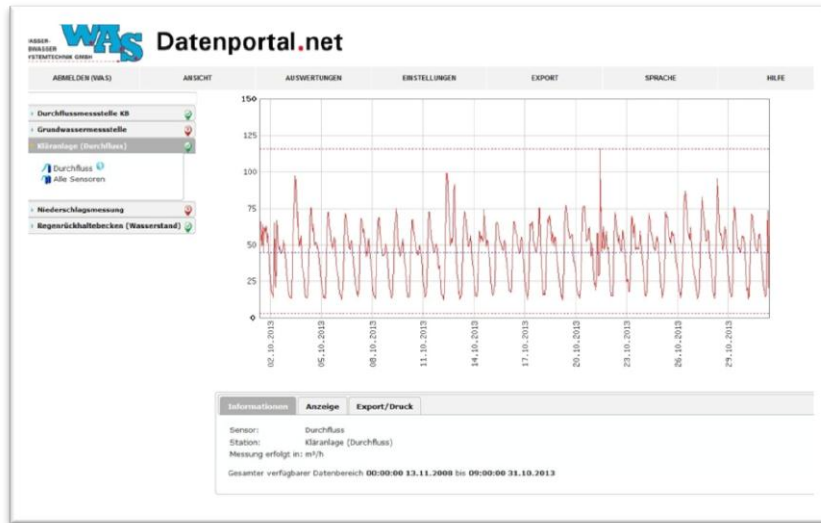 WAS
WASSER-
ABWASSER
SYSTEMTECHNIK GMBH
Datenportal.net
ABMELDEN (WAS) ANSICHT AUSWERTUNGEN EINSTELLUNGEN EXPORT SPRACHE HILFE
Durchflussmessstelle KB
Grundwassermessstelle
Kläranlage (Durchfluss)
Durchfluss
Alle Sensoren
Niederschlagsmessung
Regenrückhaltebecken (Wasserstand)
150
125
100
75
50
25
0
02.10.2013 05.10.2013 08.10.2013 11.10.2013 14.10.2013 17.10.2013 20.10.2013 23.10.2013 26.10.2013 29.10.2013
Informationen Anzeige Export/Druck
Sensor: Durchfluss
Station: Kläranlage (Durchfluss)
Messung erfolgt in: m³/h
Gesamter verfügbarer Datenbereich 00:00:00 13.11.2008 bis 09:00:00 31.10.2013